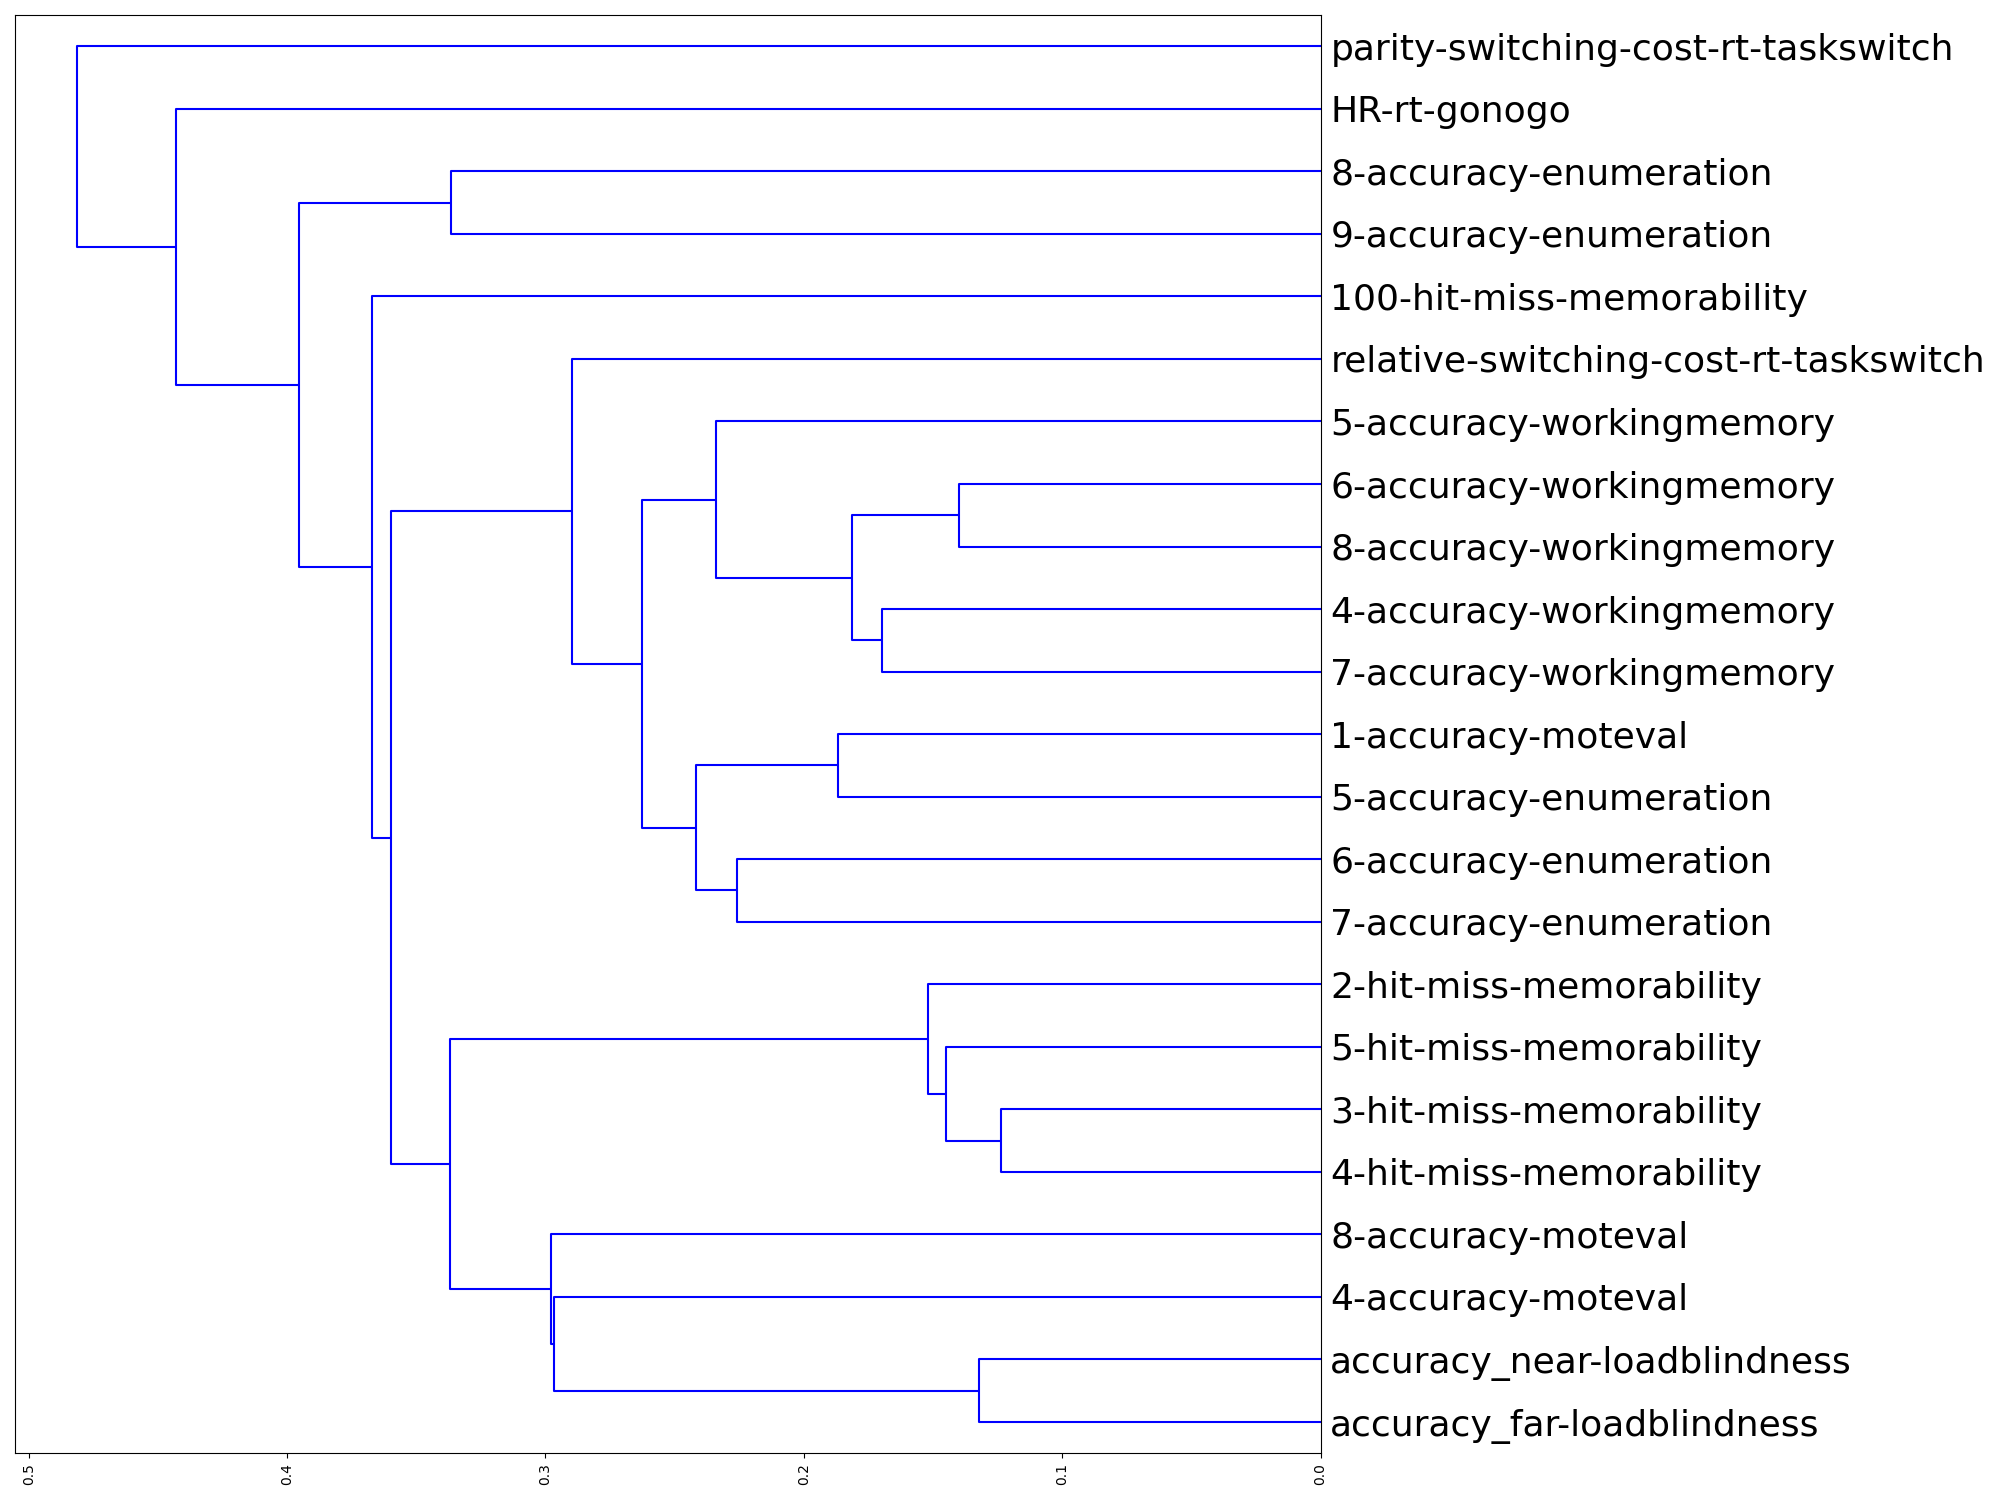 parity-switching-cost-rt-taskswitch
HR-rt-gonogo
8-accuracy-enumeration
9-accuracy-enumeration
100-hit-miss-memorability
relative-switching-cost-rt-taskswitch
5-accuracy-workingmemory
6-accuracy-workingmemory
8-accuracy-workingmemory
4-accuracy-workingmemory
7-accuracy-workingmemory
1-accuracy-moteval
5-accuracy-enumeration
6-accuracy-enumeration
7-accuracy-enumeration
2-hit-miss-memorability
5-hit-miss-memorability
3-hit-miss-memorability
4-hit-miss-memorability
8-accuracy-moteval
4-accuracy-moteval
accuracy_near-loadblindness
accuracy_far-loadblindness
0.5 0.4 0.3 0.2 0.1 0.0